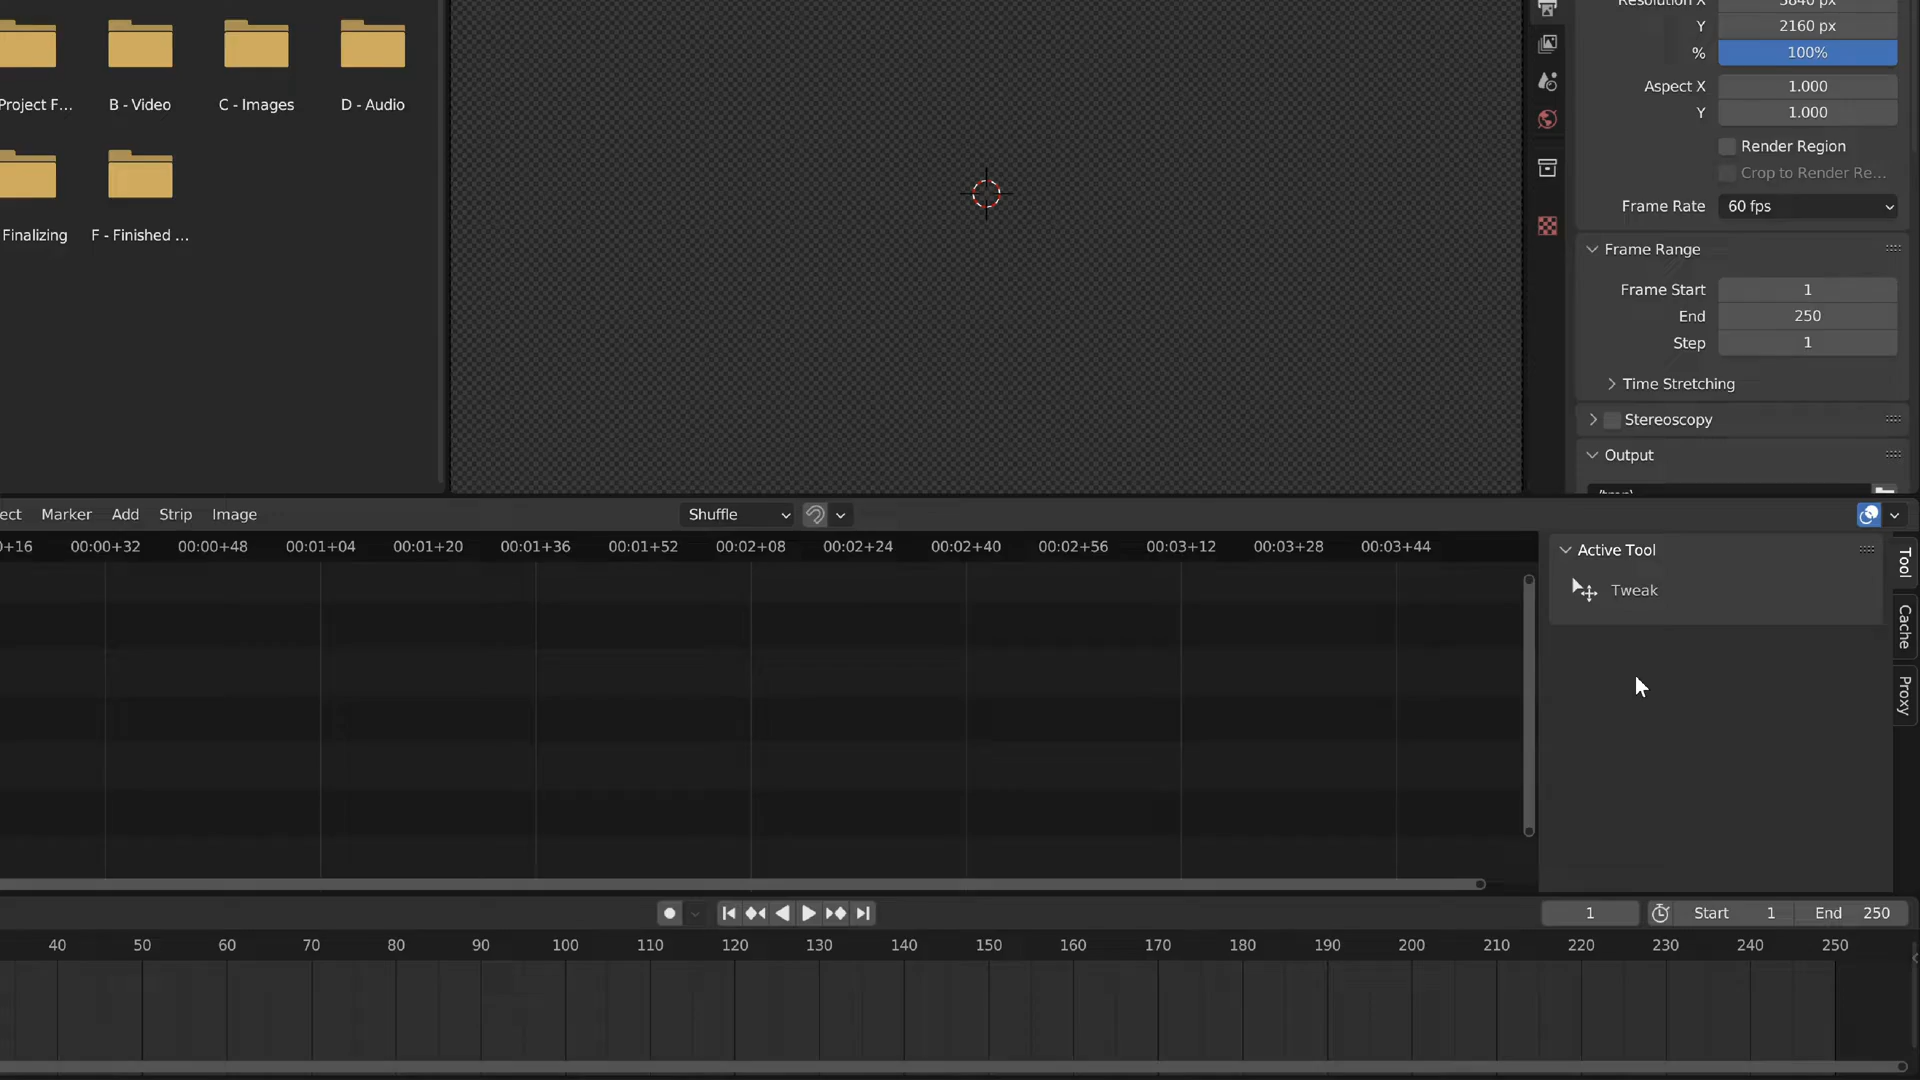 Project F...
B - Video
C - Images
D - Audio
Finalizing
F - Finished ...
Resolution X 3840 px
Y 2160 px
% 100%
Aspect X 1.000
Y 1.000
Render Region
Crop to Render Re...
Frame Rate 60 fps
Frame Range
Frame Start 1
End 250
Step 1
Time Stretching
Stereoscopy
Output
/tmp\
ect Marker Add Strip Image Shuffle
0+16 00:00+32 00:00+48 00:01+04 00:01+20 00:01+36 00:01+52 00:02+08 00:02+24 00:02+40 00:02+56 00:03+12 00:03+28 00:03+44
Active Tool
Tweak
Tool
Cache
Proxy
1 Start 1 End 250
40 50 60 70 80 90 100 110 120 130 140 150 160 170 180 190 200 210 220 230 240 250